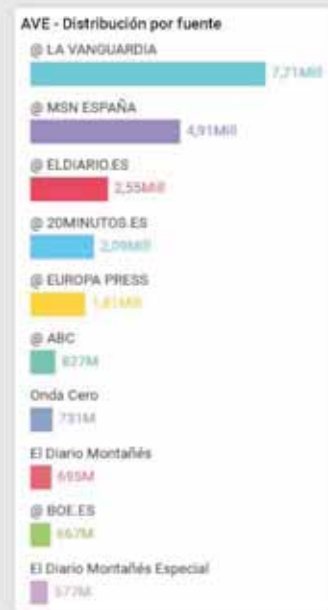 AVE - Distribución por fuente
@ LA VANGUARDIA
7,71Mill
@ MSN ESPAÑA
4,91Mill
@ ELDIARIO.ES
2,55Mill
@ 20MINUTOS.ES
2,09Mill
@ EUROPA PRESS
1,81Mill
@ ABC
827M
Onda Cero
731M
El Diario Montañés
695M
@ BOE.ES
667M
El Diario Montañés Especial
577M